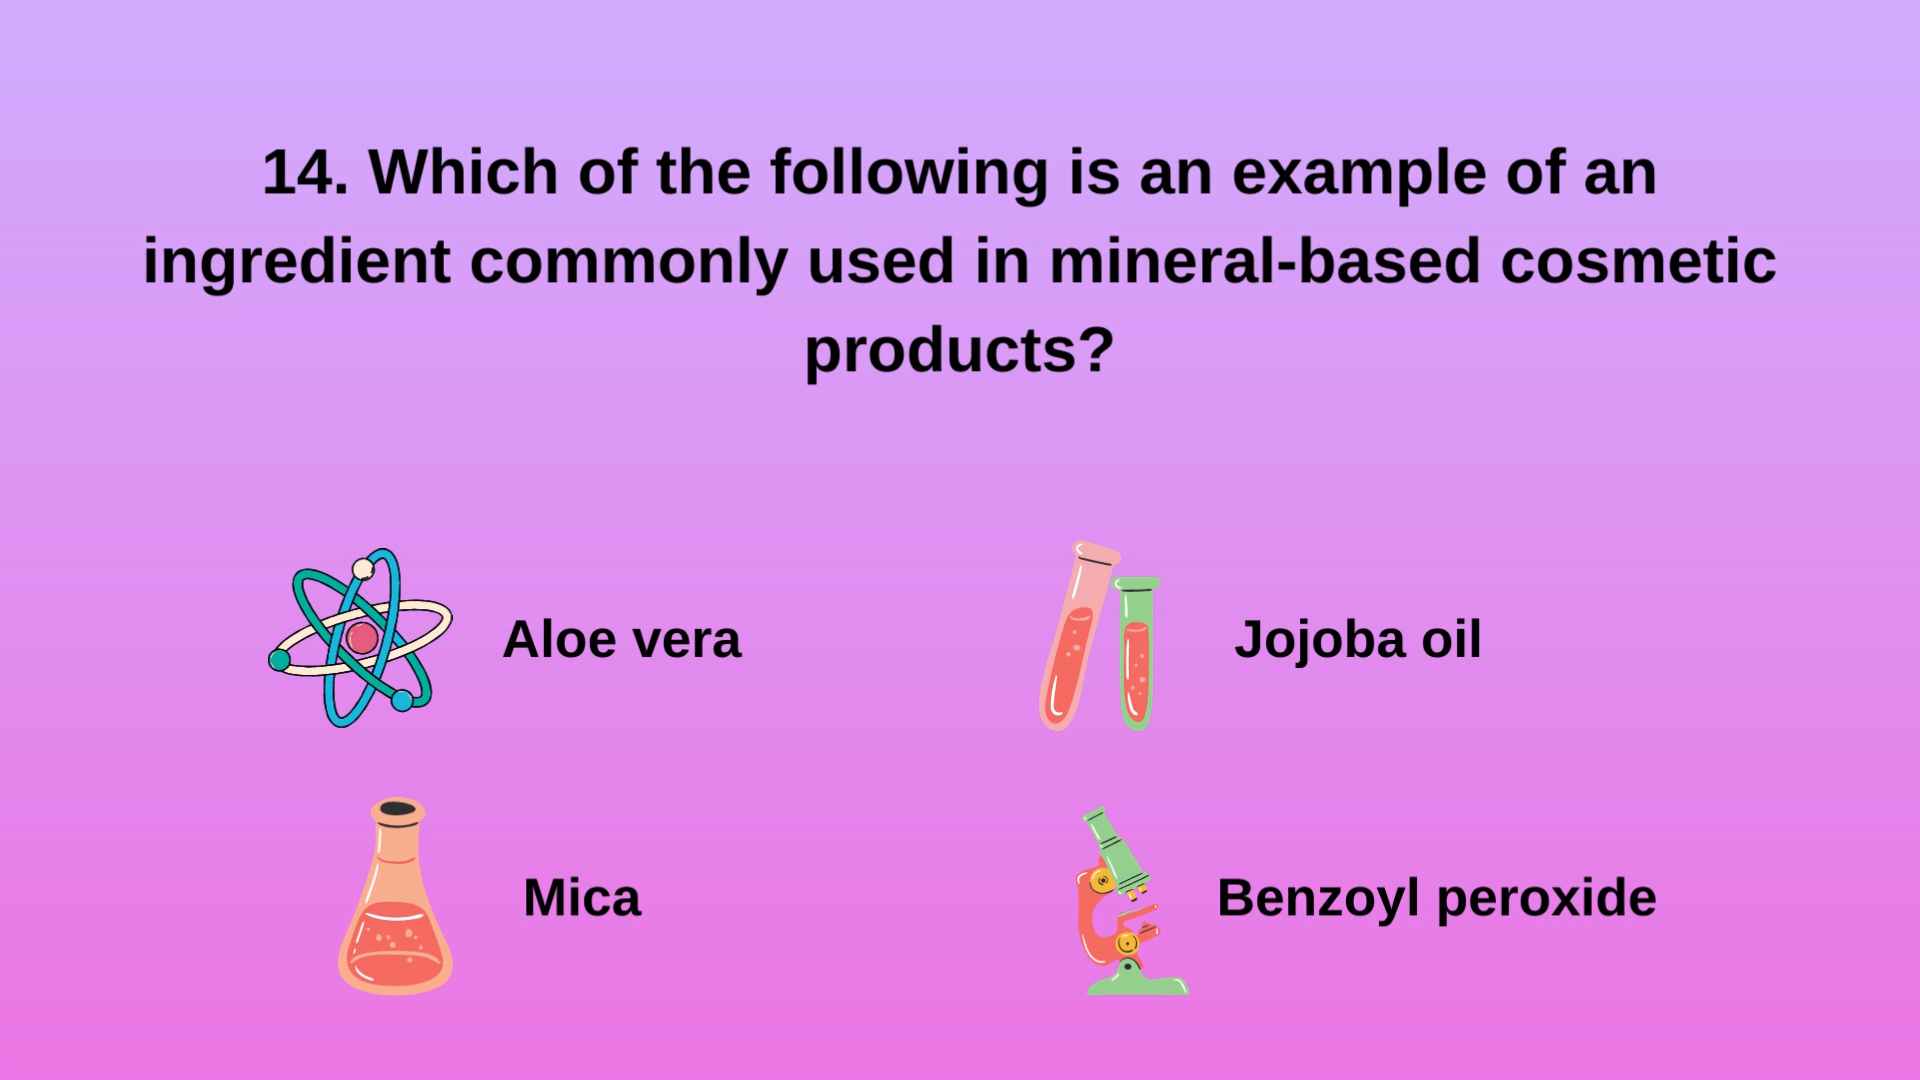 14. Which of the following is an example of an
ingredient commonly used in mineral-based cosmetic
products?
Aloe vera
Jojoba oil
Mica
Benzoyl peroxide